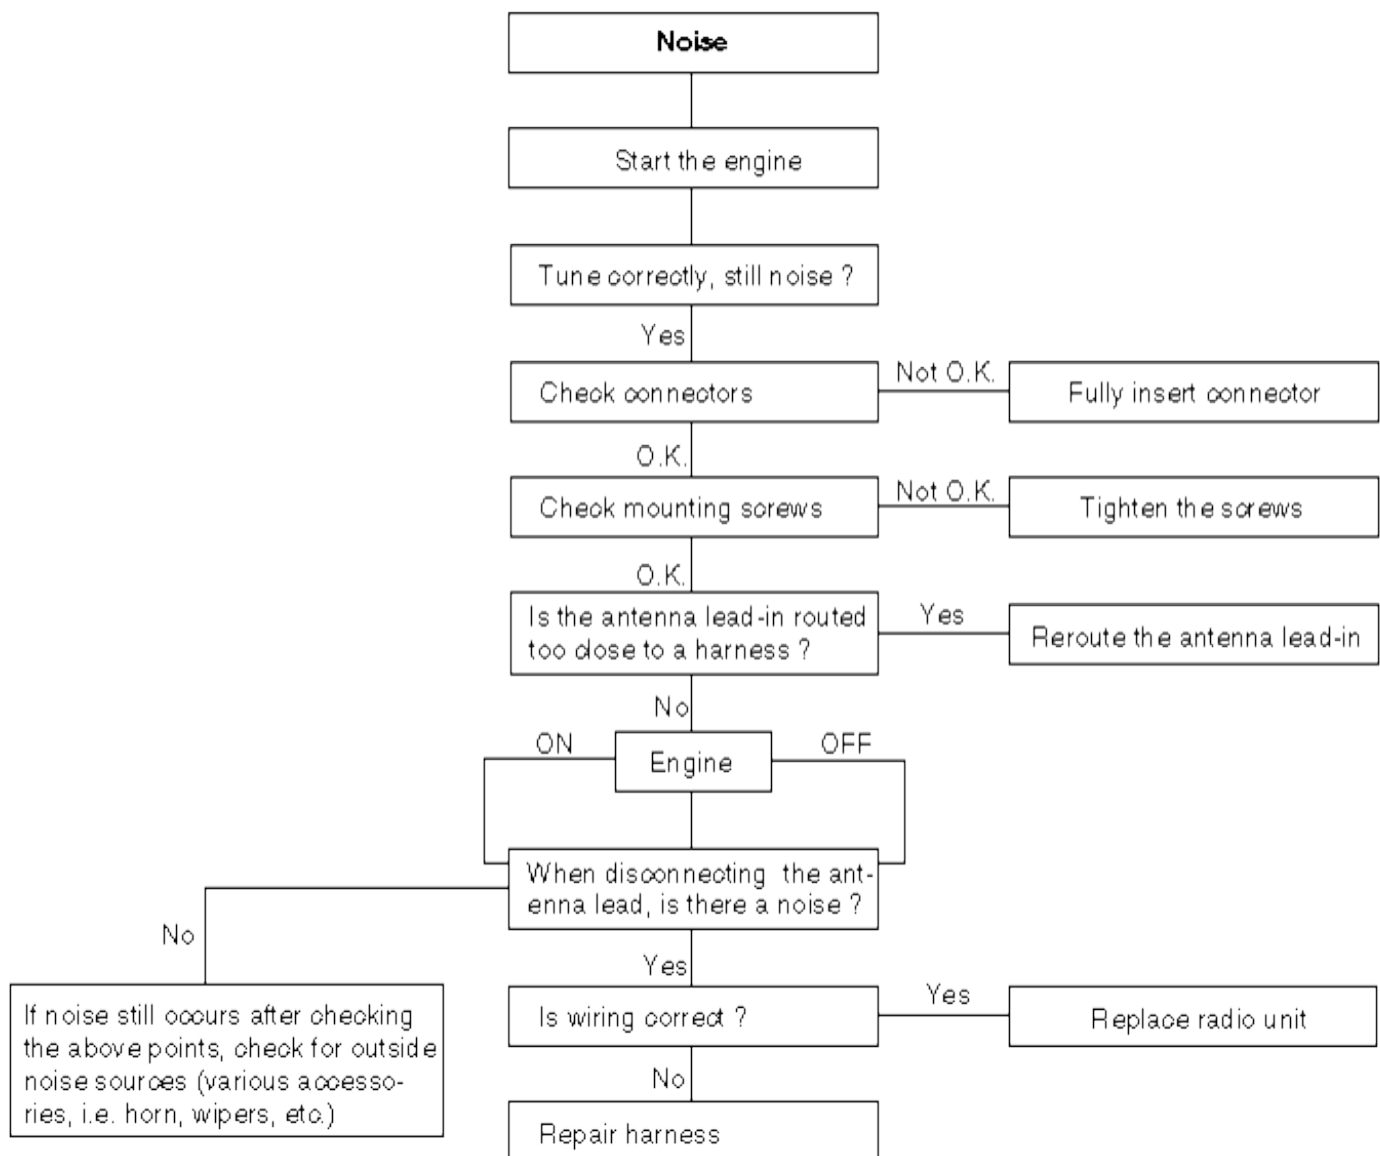 Noise
Start the engine
Tune correctly, still noise ?
Yes
Check connectors
Not O.K.
Fully insert connector
O.K.
Check mounting screws
Not O.K.
Tighten the screws
O.K.
Is the antenna lead-in routed
too close to a harness ?
Yes
Reroute the antenna lead-in
No
ON
Engine
OFF
When disconnecting the ant-
enna lead, is there a noise ?
No
If noise still occurs after checking
the above points, check for outside
noise sources (various accesso-
ries, i.e. horn, wipers, etc.)
Yes
Is wiring correct ?
Yes
Replace radio unit
No
Repair harness